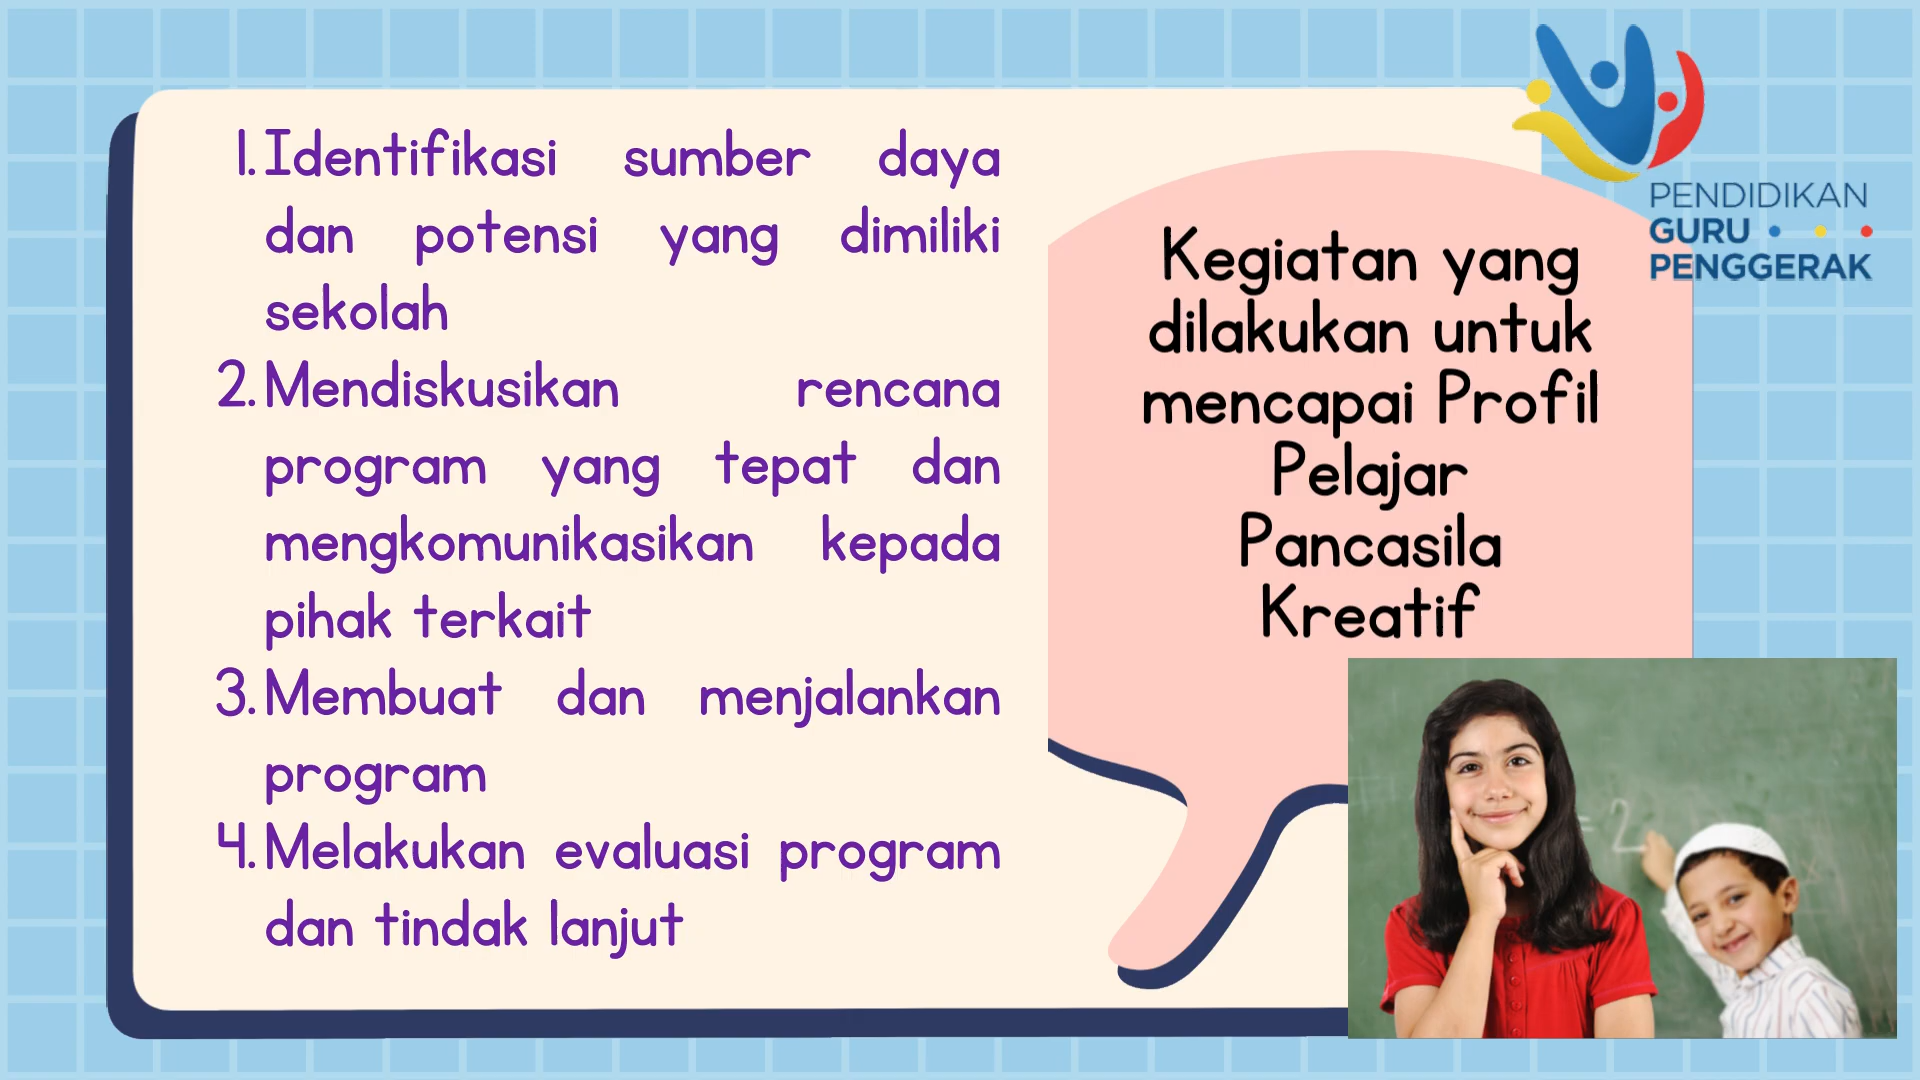 1. Identifikasi sumber daya
dan potensi yang dimiliki
sekolah
2. Mendiskusikan rencana
program yang tepat dan
mengkomunikasikan kepada
pihak terkait
3. Membuat dan menjalankan
program
4. Melakukan evaluasi program
dan tindak lanjut
Kegiatan yang
dilakukan untuk
mencapai Profil
Pelajar
Pancasila
Kreatif
PENDIDIKAN
GURU
PENGGERAK
= 2